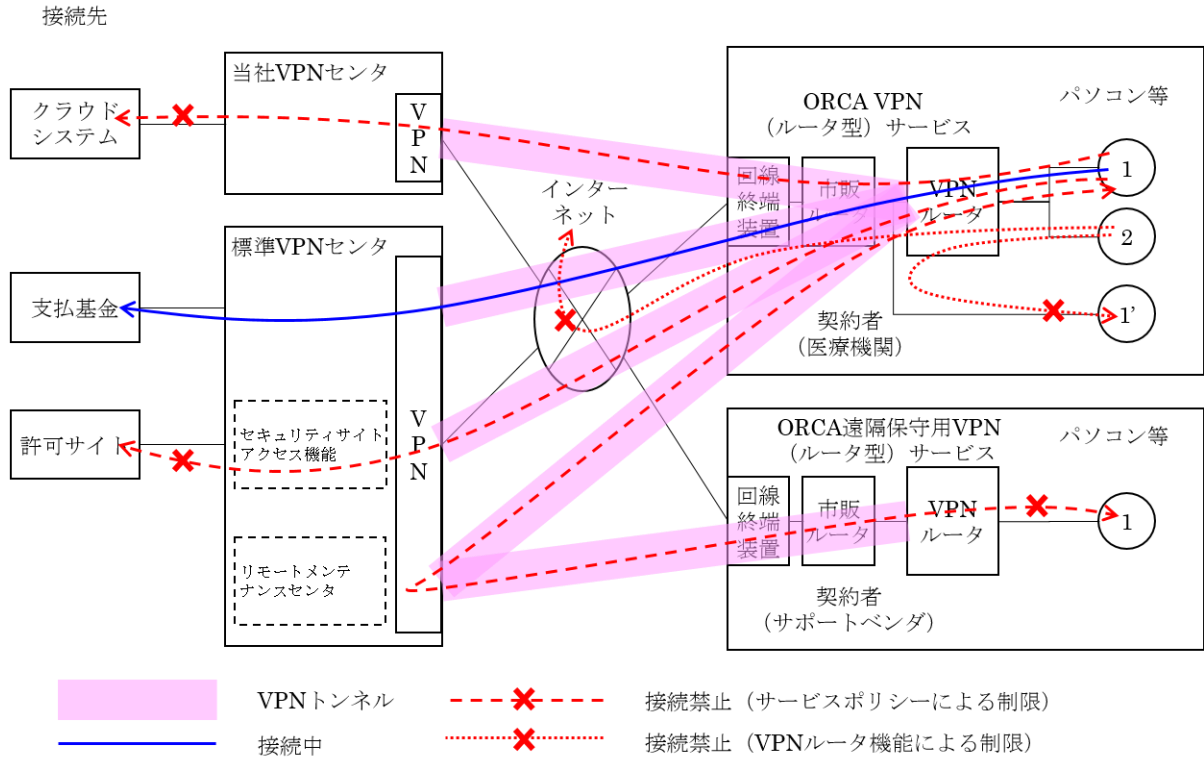 接続先
クラウド
システム
支払基金
許可サイト
当社VPNセンタ
V
P
N
標準VPNセンタ
V
P
N
セキュリティサイト
アクセス機能
リモートメンテ
ナンスセンタ
インター
ネット
ORCA VPN
（ルータ型）サービス
パソコン等
回線
終端
装置
市販
ルータ
VPN
ルータ
1
2
1’
契約者
（医療機関）
ORCA遠隔保守用VPN
（ルータ型）サービス
パソコン等
回線
終端
装置
市販
ルータ
VPN
ルータ
1
契約者
（サポートベンダ）
VPNトンネル
接続禁止（サービスポリシーによる制限）
接続中
接続禁止（VPNルータ機能による制限）